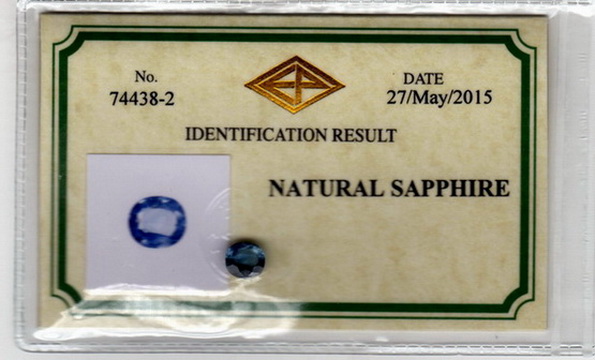 No.
74438-2
DATE
27/May/2015
IDENTIFICATION RESULT
NATURAL SAPPHIRE